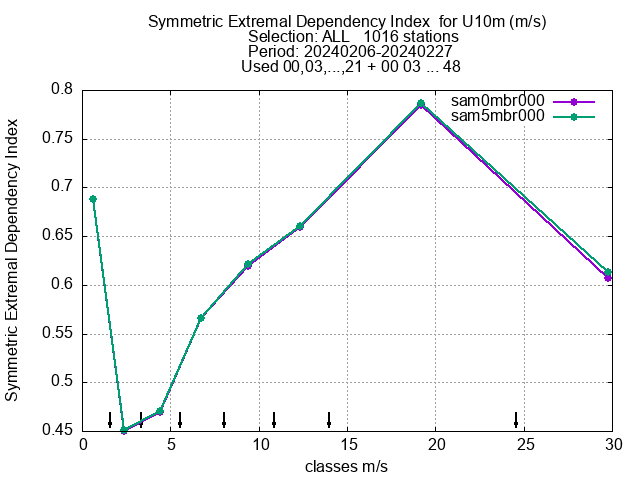 Symmetric Extremal Dependency Index  for U10m (m/s)
Selection: ALL   1016 stations
Period: 20240206-20240227
Used 00,03,...,21 + 00 03 ... 48
sam0mbr000
sam5mbr000
Symmetric Extremal Dependency Index
0.8
0.75
0.7
0.65
0.6
0.55
0.5
0.45
0 5 10 15 20 25 30
classes m/s